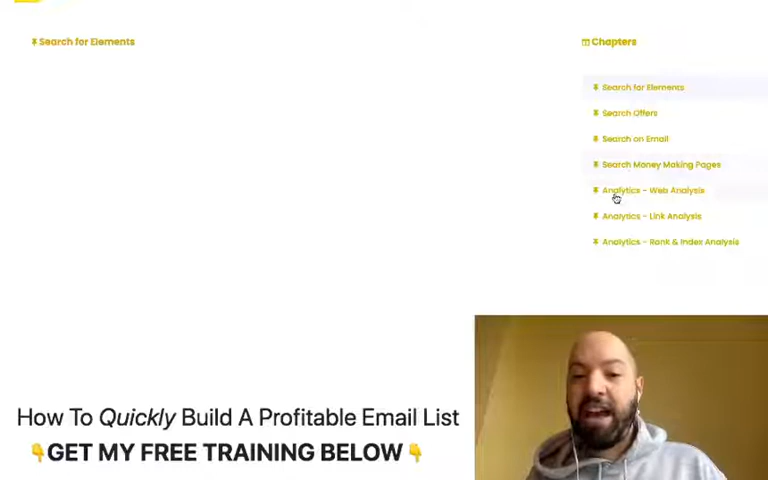 Search for Elements
Chapters
Search for Elements
Search Offers
Search on Email
Search Money Making Pages
Analytics - Web Analysis
Analytics - Link Analysis
Analytics - Rank & Index Analysis
How To Quickly Build A Profitable Email List
👇GET MY FREE TRAINING BELOW👇